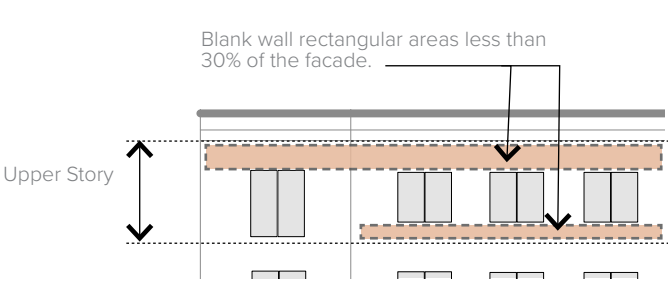 Blank wall rectangular areas less than
30% of the facade.
Upper Story